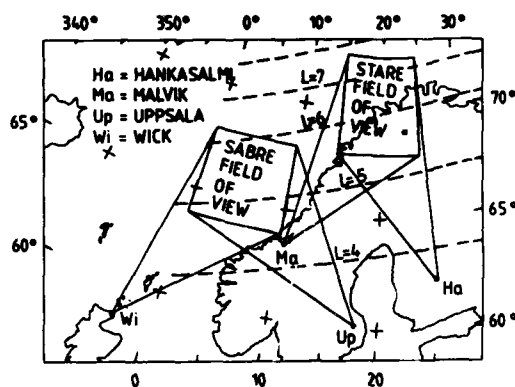 340° 350° 0° 10° 15° 20° 25° 30°
Ha = HANKASALMI
Ma = MALVIK
Up = UPPSALA
Wi = WICK
L=7
STARE
FIELD
OF
VIEW
70°
65°
L=6
SABRE
FIELD
OF
VIEW
L=5
65°
60°
Ma
L=4
Ha
Wi
Up
60°
0 10 20